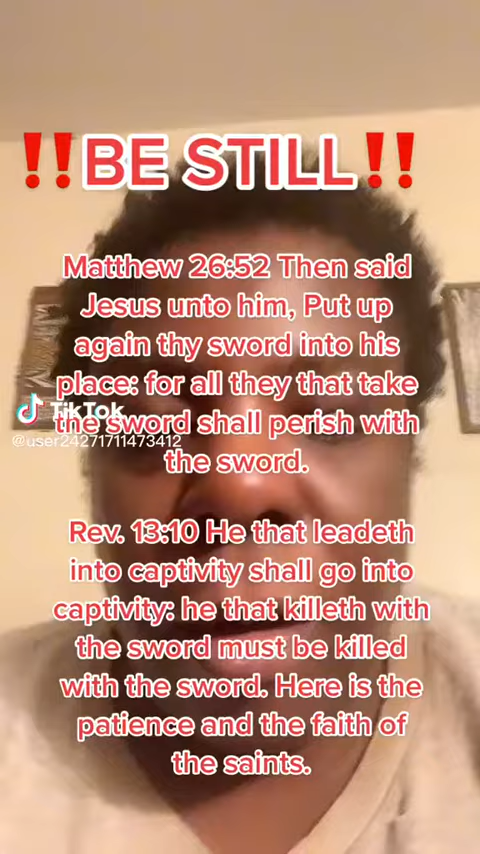 ‼️BE STILL‼️
Matthew 26:52 Then said
Jesus unto him, Put up
again thy sword into his
place: for all they that take
the sword shall perish with
the sword.
TikTok
@user24271711473412
Rev. 13:10 He that leadeth
into captivity shall go into
captivity: he that killeth with
the sword must be killed
with the sword. Here is the
patience and the faith of
the saints.